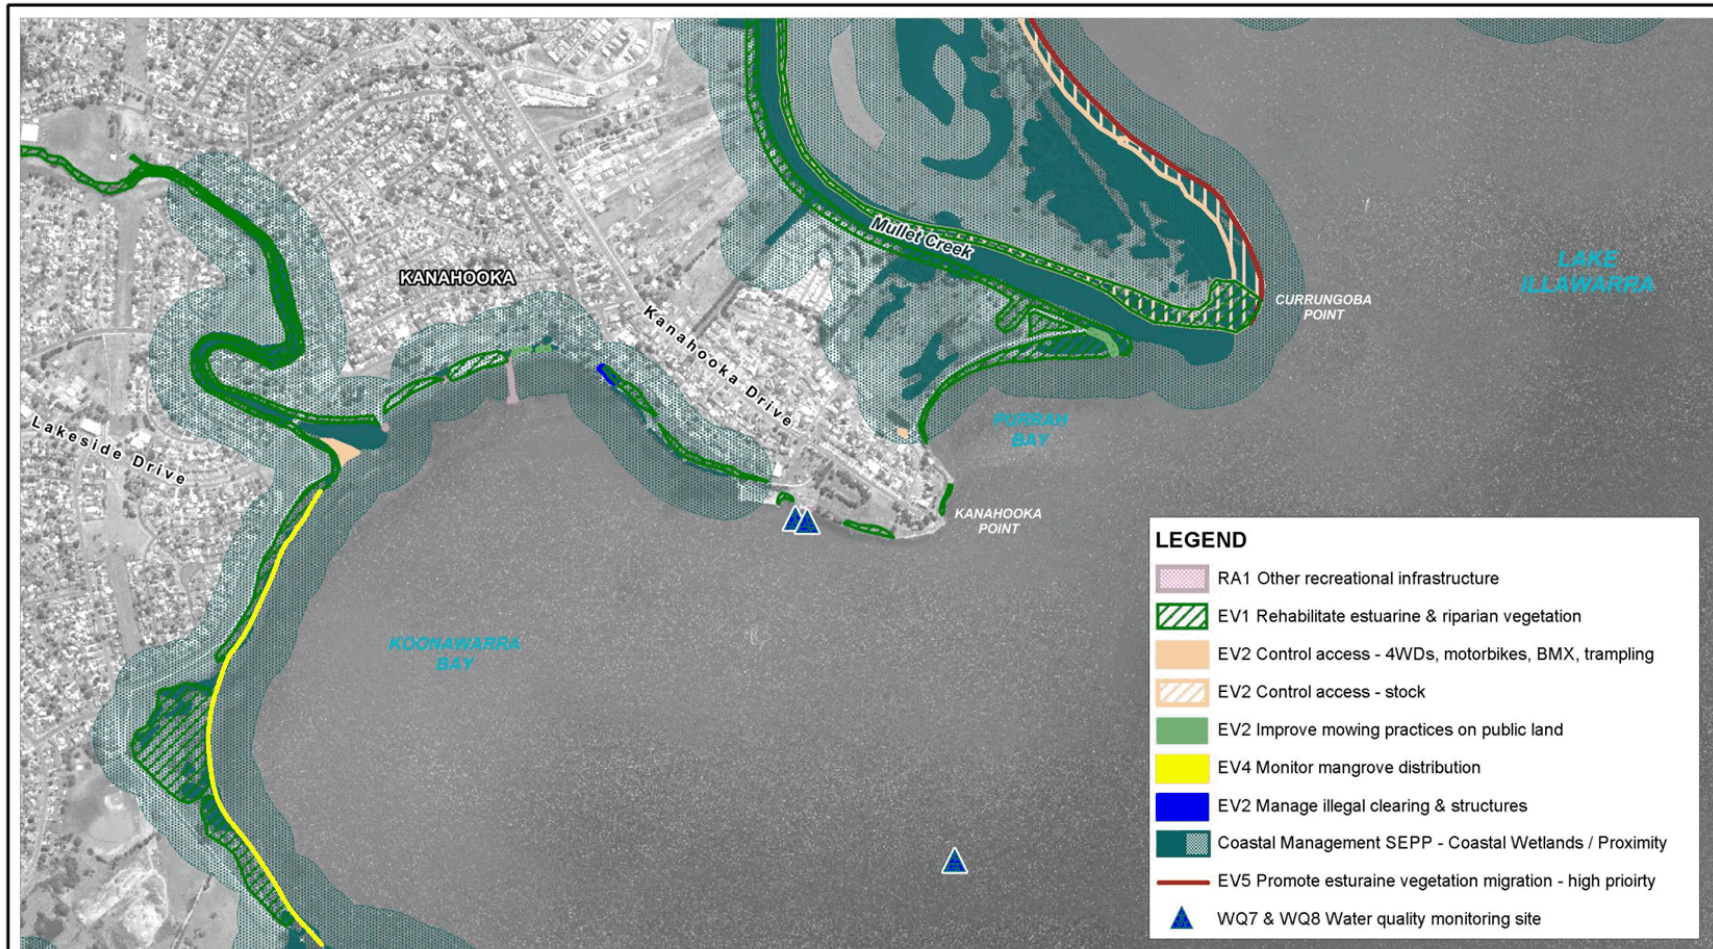 Mullet Creek
KANAHOOKA
LAKE
ILLAWARRA
CURRUNGOBA
POINT
Kanahooka Drive
Lakeside Drive
PURRAH
BAY
KANAHOOKA
POINT
KOONAWARRA
BAY
LEGEND
RA1 Other recreational infrastructure
EV1 Rehabilitate estuarine & riparian vegetation
EV2 Control access - 4WDs, motorbikes, BMX, trampling
EV2 Control access - stock
EV2 Improve mowing practices on public land
EV4 Monitor mangrove distribution
EV2 Manage illegal clearing & structures
Coastal Management SEPP - Coastal Wetlands / Proximity
EV5 Promote esturaine vegetation migration - high prioirty
WQ7 & WQ8 Water quality monitoring site